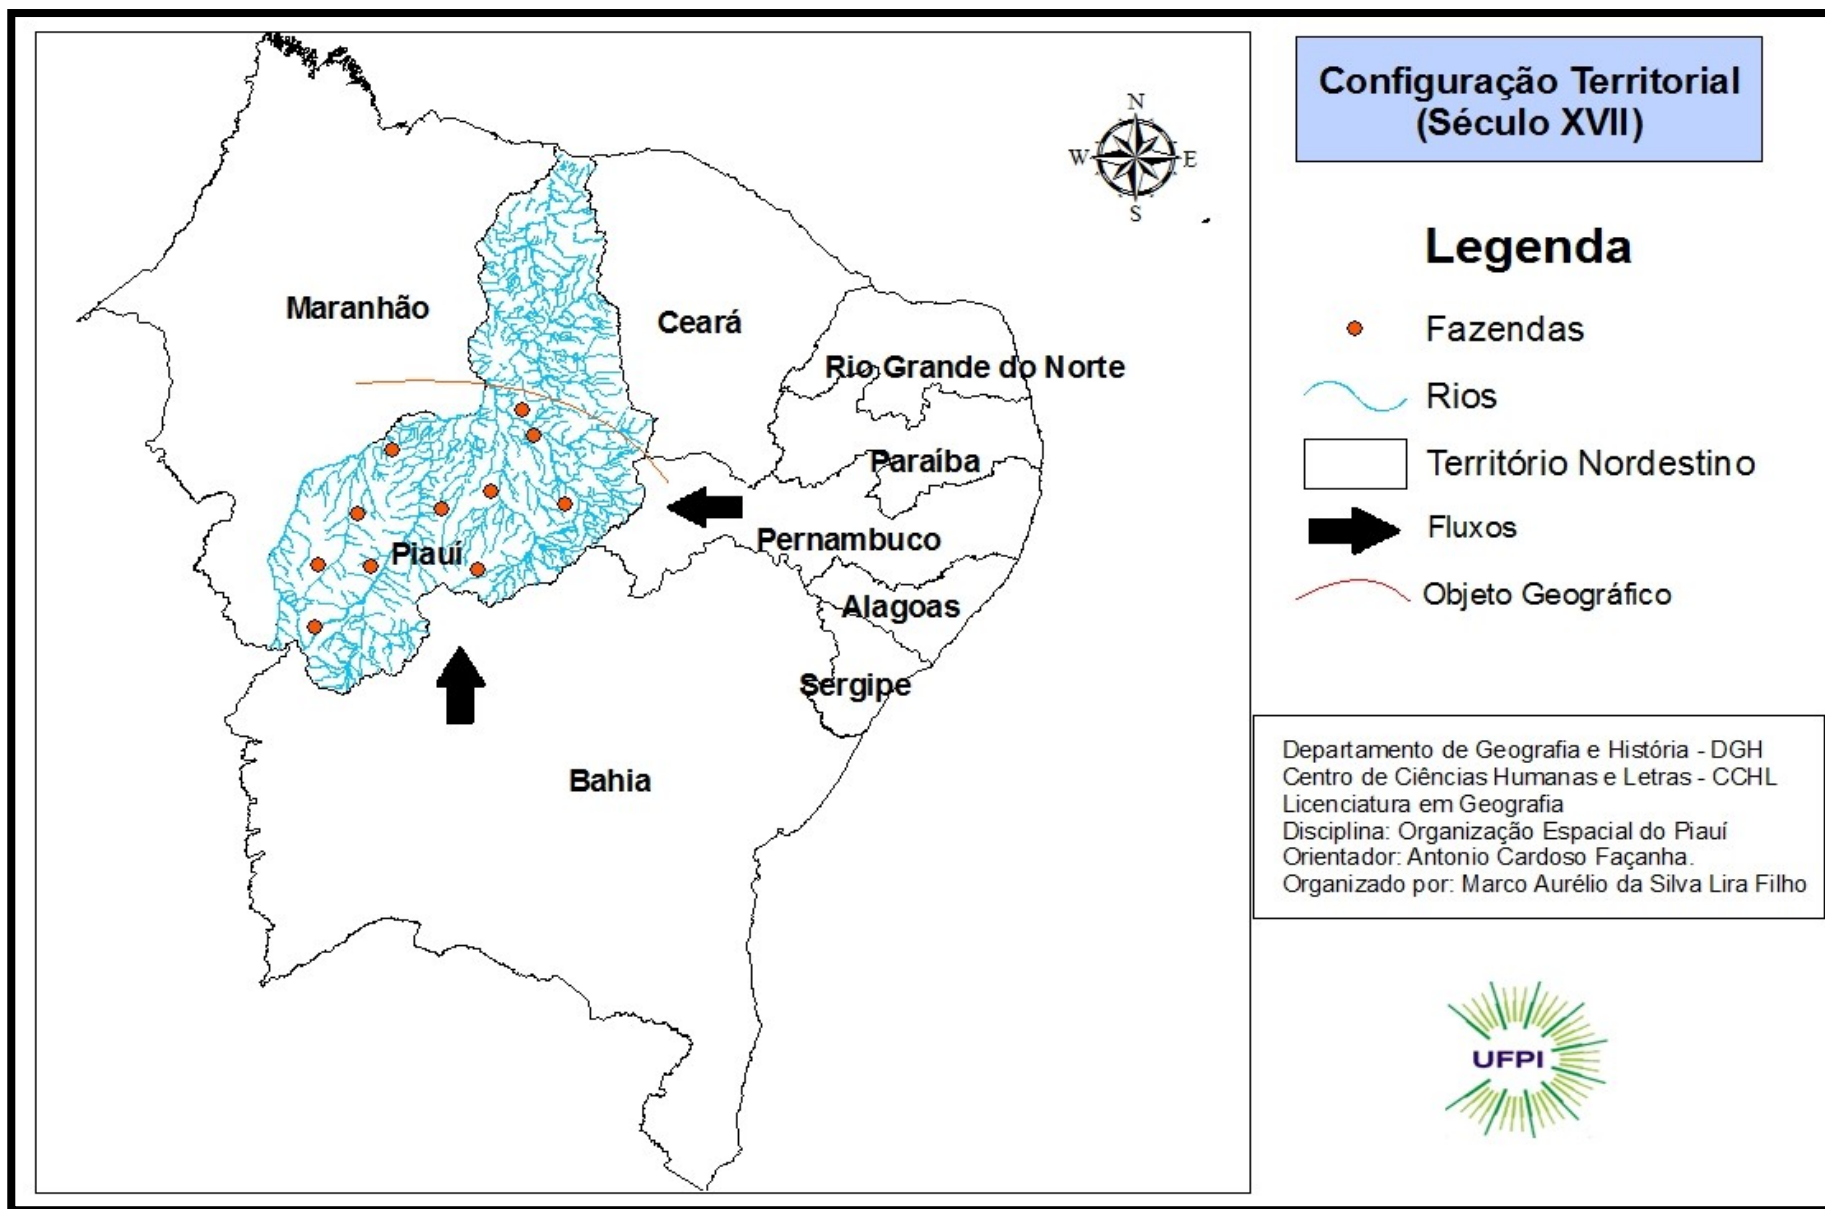 Configuração Territorial
(Século XVII)
N
W
E
S
Legenda
Fazendas
Rios
Território Nordestino
Fluxos
Objeto Geográfico
Maranhão
Ceará
Rio Grande do Norte
Paraíba
Pernambuco
Piauí
Alagoas
Sergipe
Bahia
Departamento de Geografia e História - DGH
Centro de Ciências Humanas e Letras - CCHL
Licenciatura em Geografia
Disciplina: Organização Espacial do Piauí
Orientador: Antonio Cardoso Façanha.
Organizado por: Marco Aurélio da Silva Lira Filho
UFPI